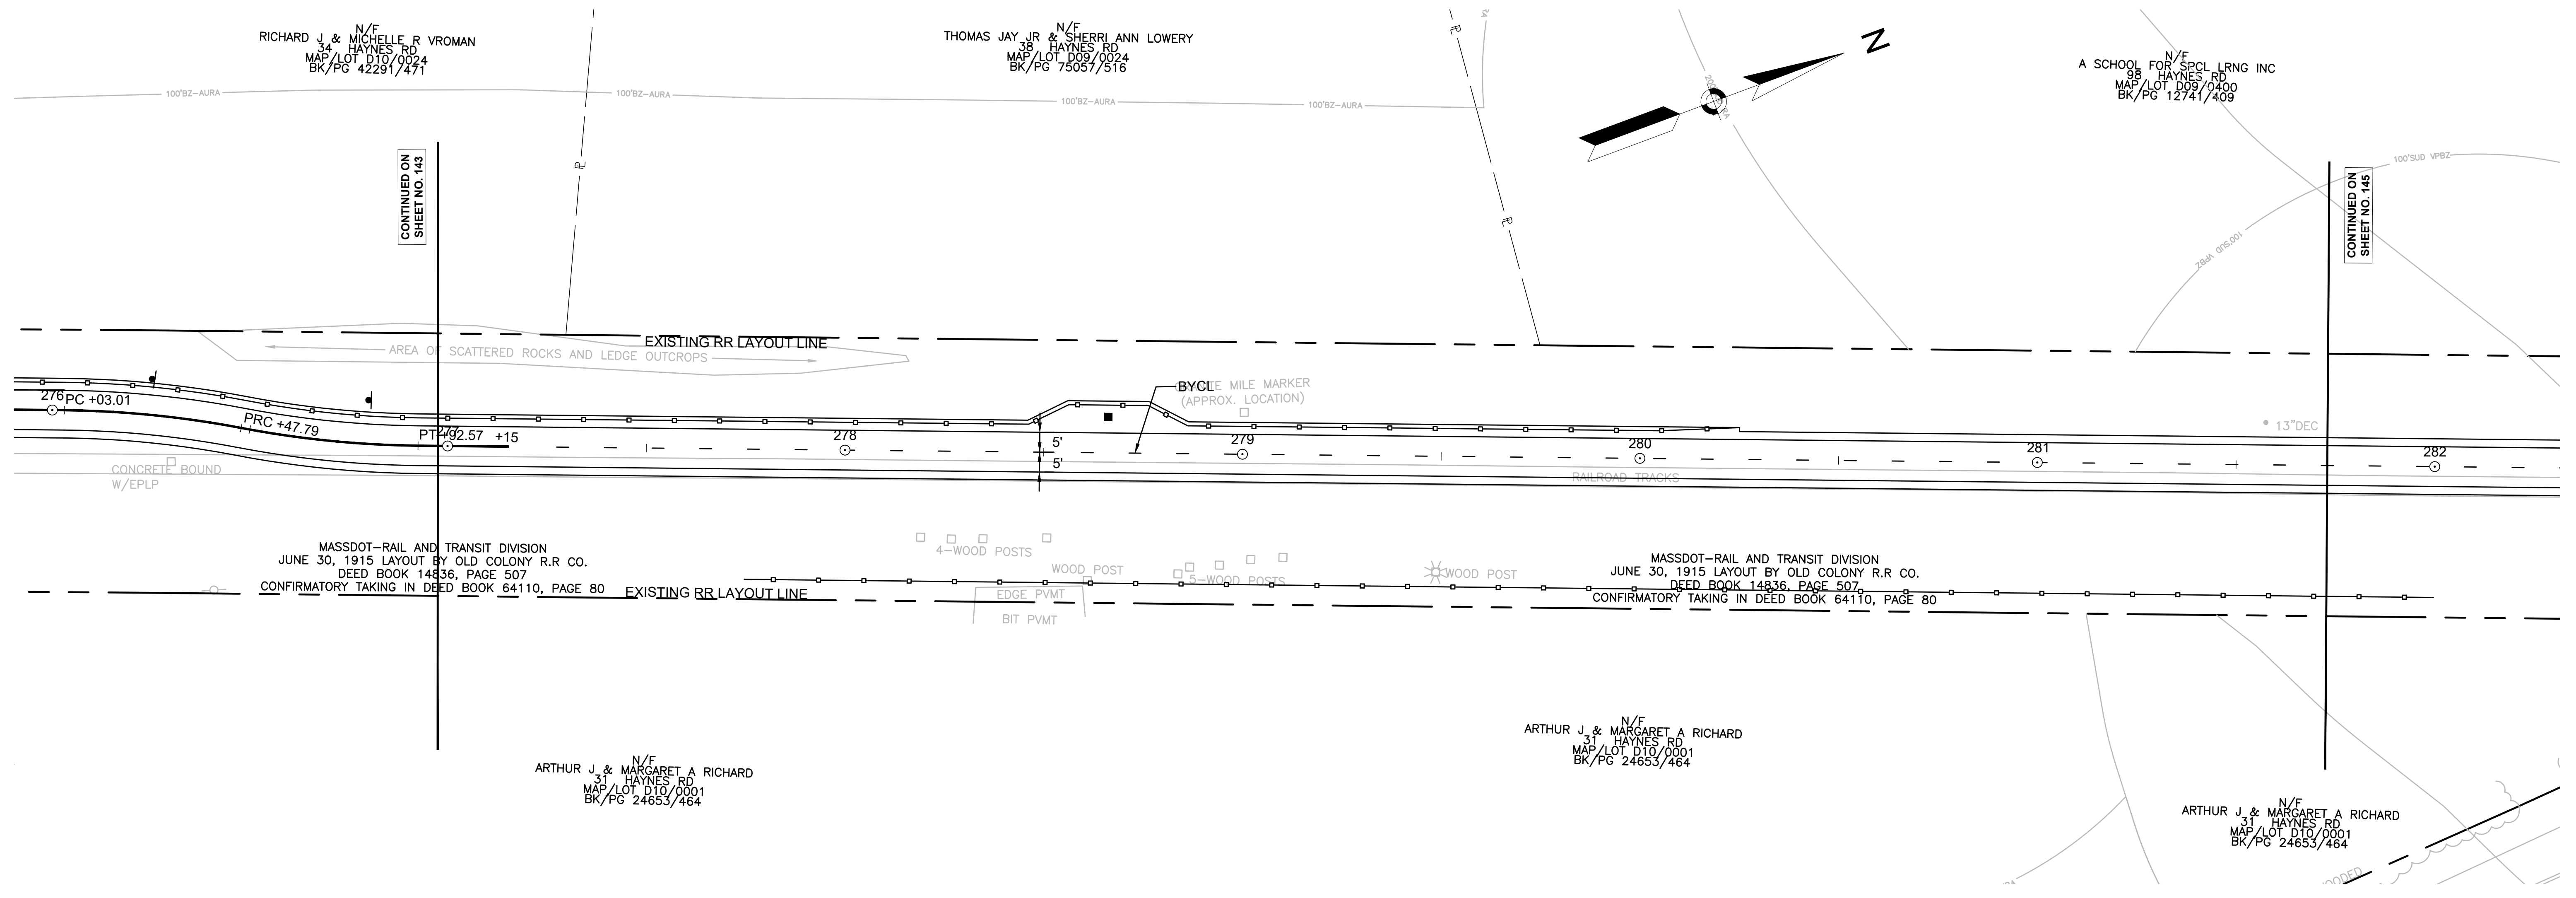 N/F
RICHARD J & MICHELLE R VROMAN
34 HAYNES RD
MAP/LOT D10/0024
BK/PG 42291/471
N/F
THOMAS JAY JR & SHERRI ANN LOWERY
38 HAYNES RD
MAP/LOT D09/0024
BK/PG 75057/516
N
N/F
A SCHOOL FOR SPCL LRNG INC
98 HAYNES RD
MAP/LOT D09/0400
BK/PG 12741/409
100'BZ-AURA
100'BZ-AURA
100'BZ-AURA
100'BZ-AURA
PL
PL
PL
CONTINUED ON
SHEET NO. 143
CONTINUED ON
SHEET NO. 145
100'SUD VPBZ
100'SUD VPBZ
EXISTING RR LAYOUT LINE
AREA OF SCATTERED ROCKS AND LEDGE OUTCROPS
BYCL
MILE MARKER
(APPROX. LOCATION)
276
PC +03.01
PRC +47.79
277
PT +92.57
+15
278
279
280
281
282
5'
5'
13"DEC
RAILROAD TRACKS
CONCRETE BOUND
W/EPLP
4-WOOD POSTS
WOOD POST
5-WOOD POSTS
WOOD POST
EDGE PVMT
BIT PVMT
MASSDOT-RAIL AND TRANSIT DIVISION
JUNE 30, 1915 LAYOUT BY OLD COLONY R.R CO.
DEED BOOK 14836, PAGE 507
CONFIRMATORY TAKING IN DEED BOOK 64110, PAGE 80
EXISTING RR LAYOUT LINE
MASSDOT-RAIL AND TRANSIT DIVISION
JUNE 30, 1915 LAYOUT BY OLD COLONY R.R CO.
DEED BOOK 14836, PAGE 507
CONFIRMATORY TAKING IN DEED BOOK 64110, PAGE 80
N/F
ARTHUR J & MARGARET A RICHARD
31 HAYNES RD
MAP/LOT D10/0001
BK/PG 24653/464
N/F
ARTHUR J & MARGARET A RICHARD
31 HAYNES RD
MAP/LOT D10/0001
BK/PG 24653/464
N/F
ARTHUR J & MARGARET A RICHARD
31 HAYNES RD
MAP/LOT D10/0001
BK/PG 24653/464